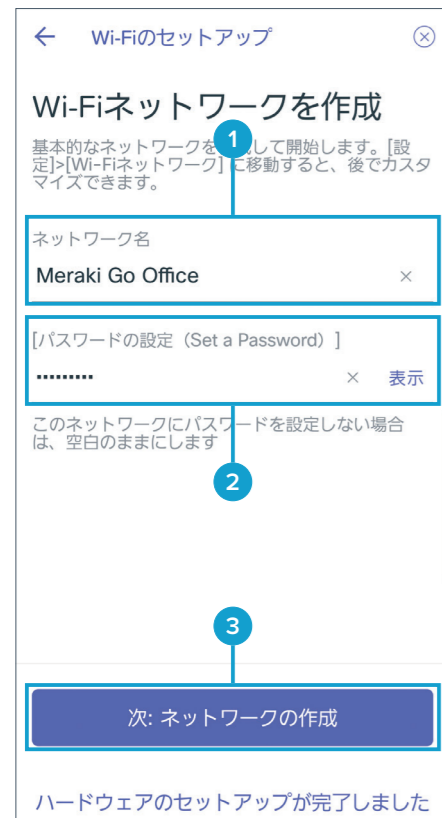 Wi-Fiのセットアップ
Wi-Fiネットワークを作成
1
基本的なネットワークを して開始します。[設
定]>[Wi-Fiネットワーク] に移動すると、後でカスタ
マイズできます。
ネットワーク名
Meraki Go Office
[パスワードの設定（Set a Password）]
表示
このネットワークにパスワードを設定しない場合
は、空白のままにします
2
3
次: ネットワークの作成
ハードウェアのセットアップが完了しました